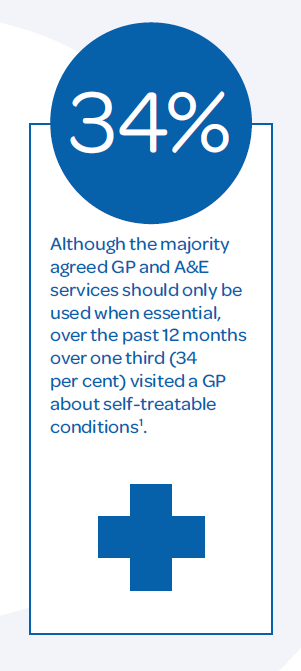 34%
Although the majority
agreed GP and A&E
services should only be
used when essential,
over the past 12 months
over one third (34
per cent) visited a GP
about self-treatable
conditions¹.